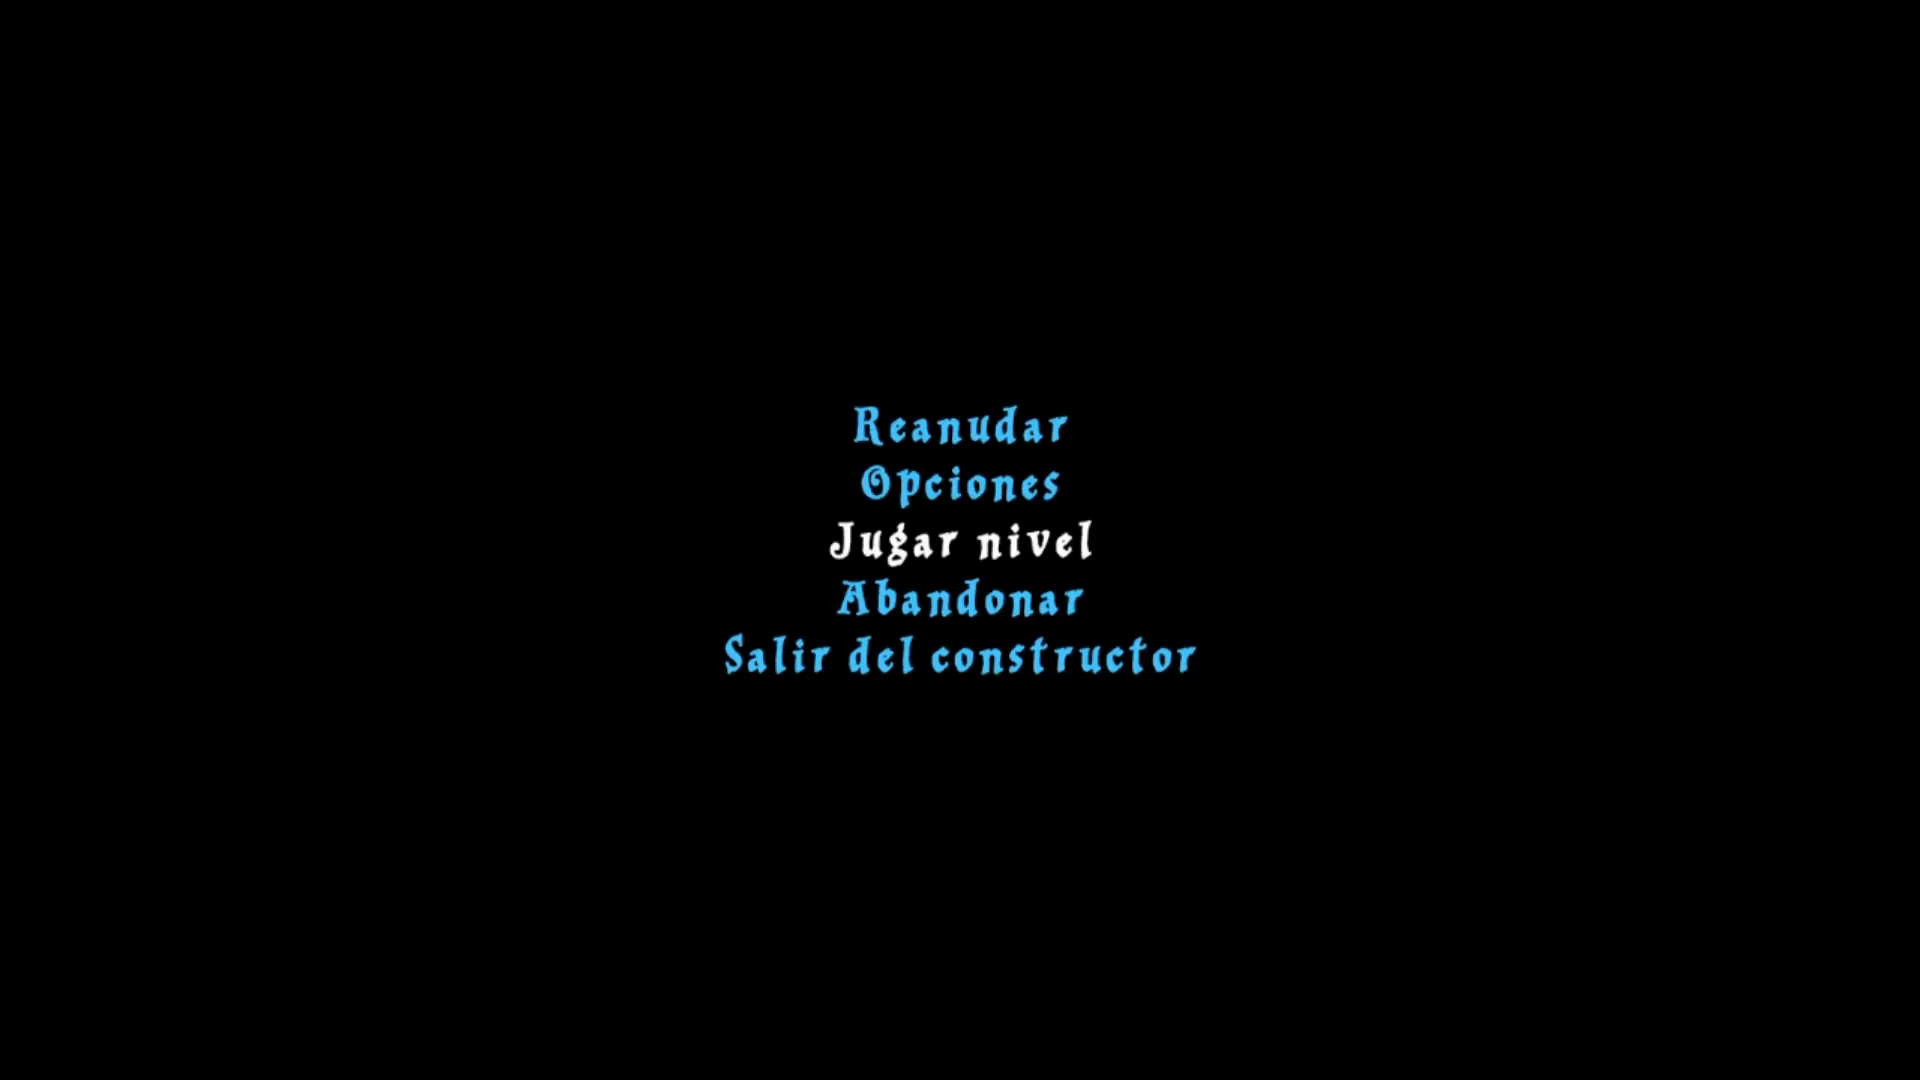 Reanudar
Opciones
Jugar nivel
Abandonar
Salir del constructor